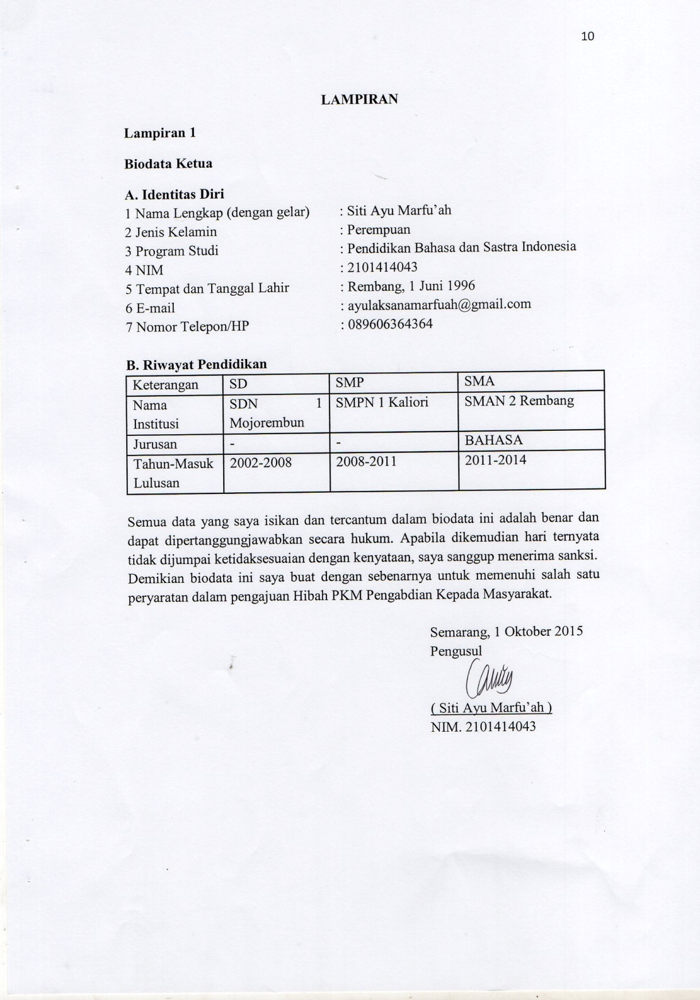 10
LAMPIRAN
Lampiran 1
Biodata Ketua
A. Identitas Diri
1 Nama Lengkap (dengan gelar) : Siti Ayu Marfu’ah
2 Jenis Kelamin : Perempuan
3 Program Studi : Pendidikan Bahasa dan Sastra Indonesia
4 NIM : 2101414043
5 Tempat dan Tanggal Lahir : Rembang, 1 Juni 1996
6 E-mail : ayulaksanamarfuah@gmail.com
7 Nomor Telepon/HP : 089606364364
B. Riwayat Pendidikan
Keterangan SD SMP SMA
Nama SDN 1 SMPN 1 Kaliori SMAN 2 Rembang
Institusi Mojorembun
Jurusan - - BAHASA
Tahun-Masuk 2002-2008 2008-2011 2011-2014
Lulusan
Semua data yang saya isikan dan tercantum dalam biodata ini adalah benar dan
dapat dipertanggungjawabkan secara hukum. Apabila dikemudian hari ternyata
tidak dijumpai ketidaksesuaian dengan kenyataan, saya sanggup menerima sanksi.
Demikian biodata ini saya buat dengan sebenarnya untuk memenuhi salah satu
peryaratan dalam pengajuan Hibah PKM Pengabdian Kepada Masyarakat.
Semarang, 1 Oktober 2015
Pengusul
( Siti Ayu Marfu’ah )
NIM. 2101414043